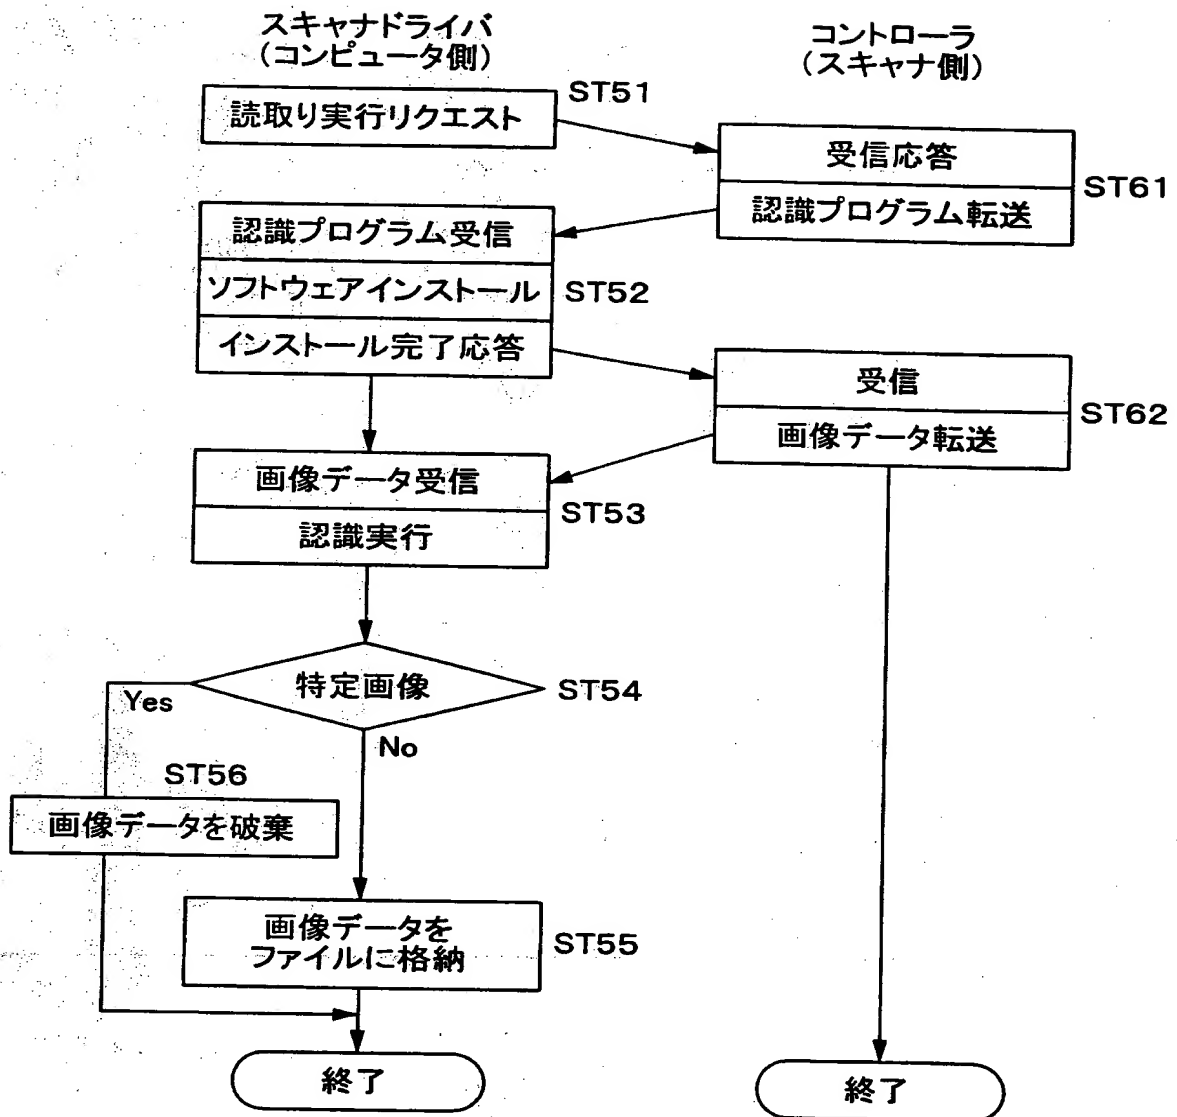 スキャナドライバ
(コンピュータ側)
コントローラ
(スキャナ側)
ST51
読取り実行リクエスト
受信応答
ST61
認識プログラム転送
認識プログラム受信
ソフトウェアインストール
ST52
インストール完了応答
受信
ST62
画像データ転送
画像データ受信
ST53
認識実行
特定画像
ST54
Yes
No
ST56
画像データを破棄
画像データを
ファイルに格納
ST55
終了
終了